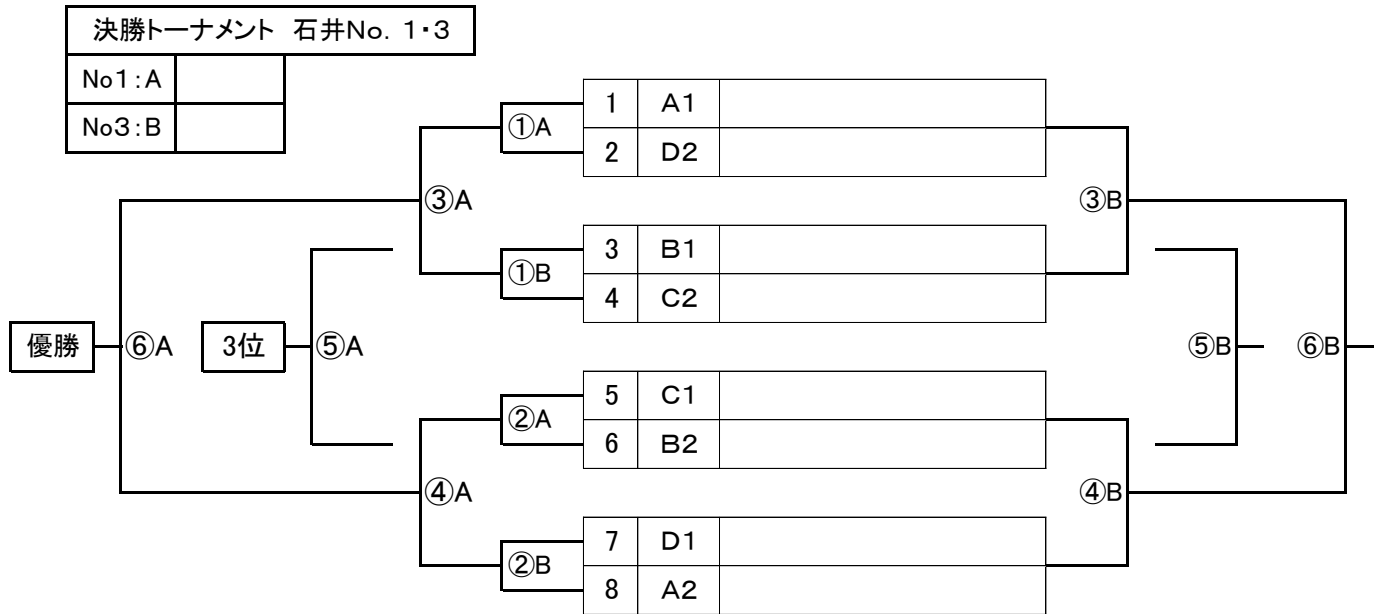 決勝トーナメント 石井No. 1・3
No1:A
No3:B
1 A1
①A
2 D2
③A ③B
3 B1
①B
4 C2
優勝 ⑥A 3位 ⑤A ⑤B ⑥B
5 C1
②A
6 B2
④A ④B
7 D1
②B
8 A2